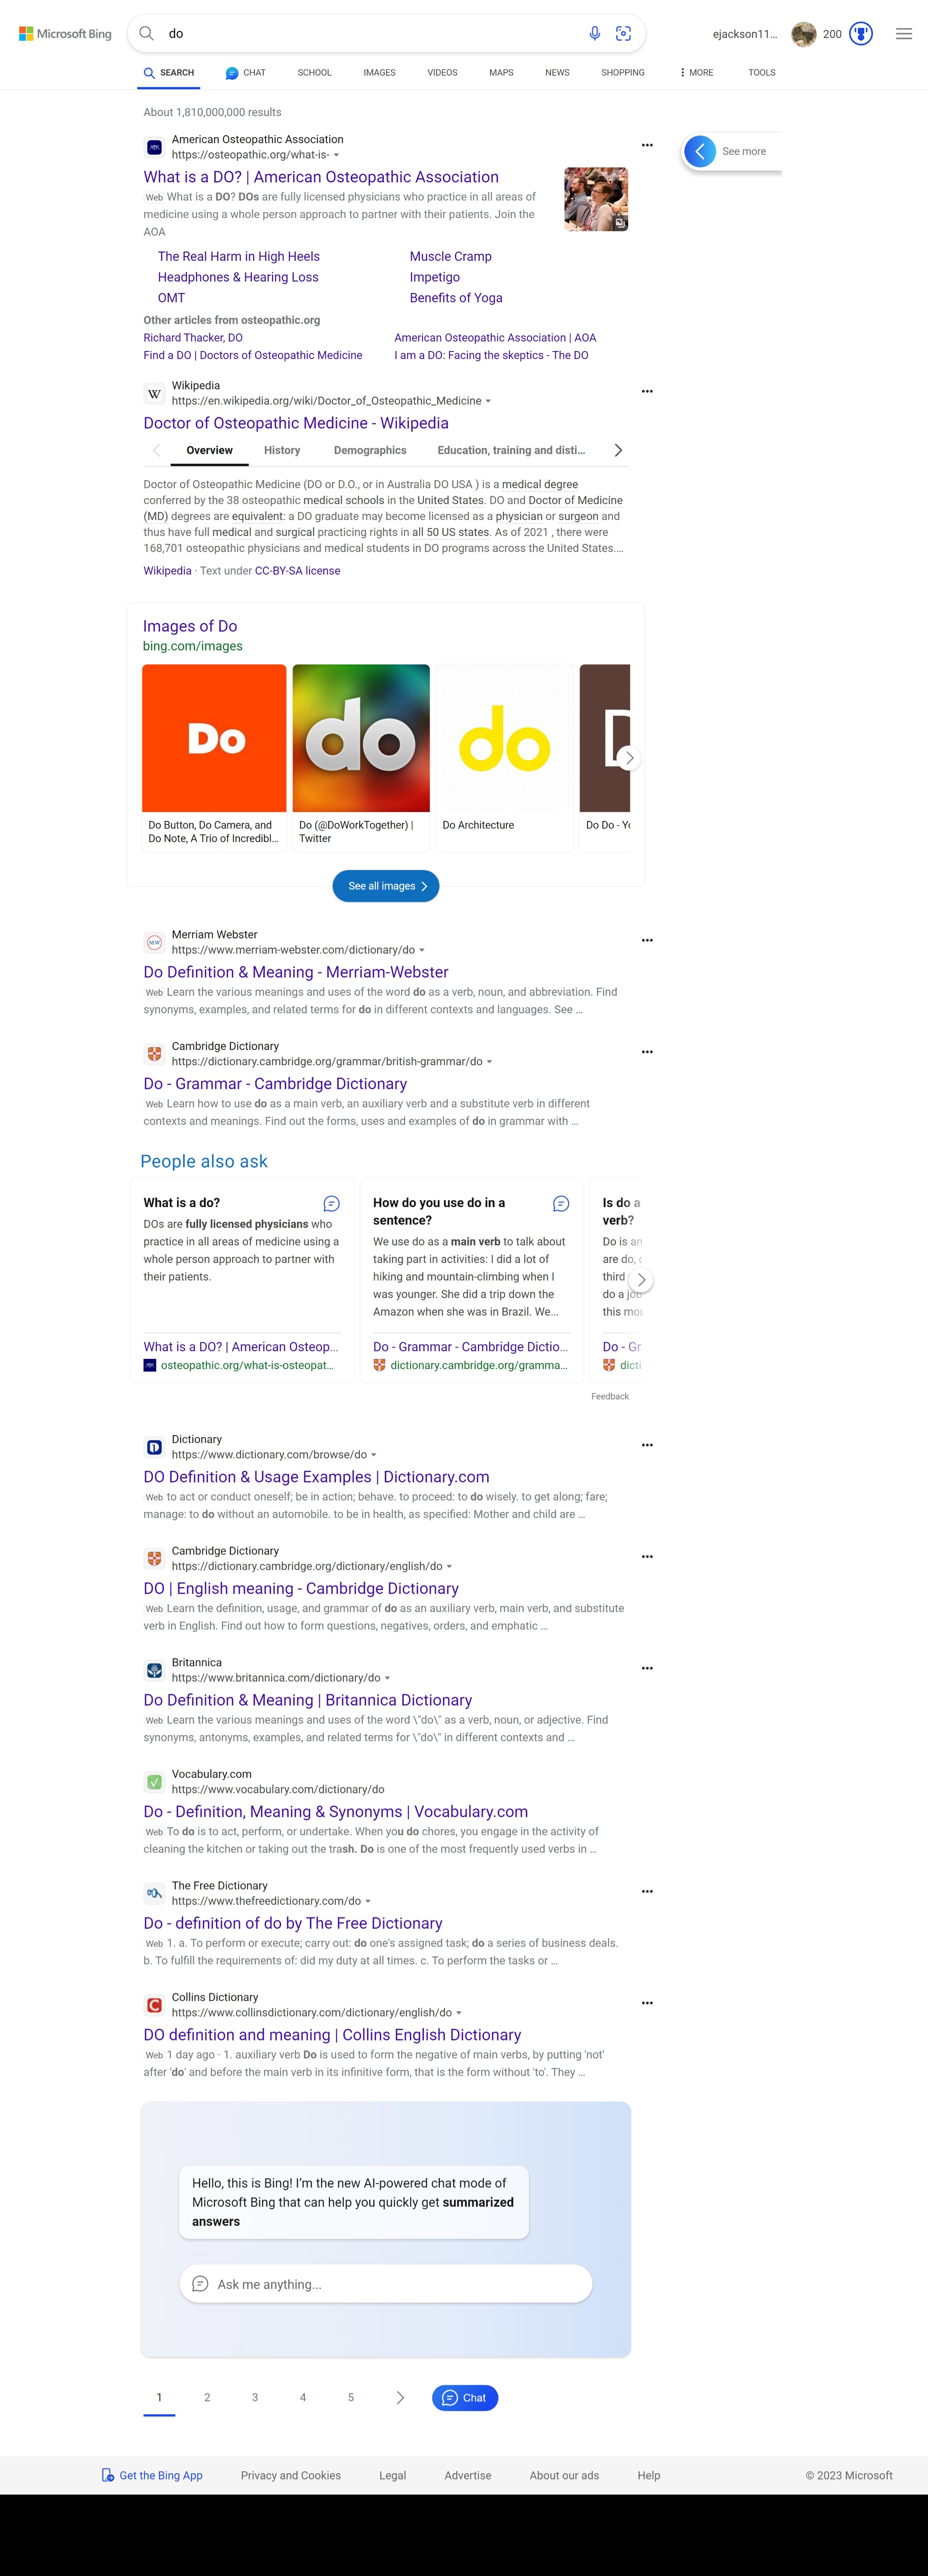 Microsoft Bing
do
ejackson11...
200
SEARCH
CHAT
SCHOOL
IMAGES
VIDEOS
MAPS
NEWS
SHOPPING
MORE
TOOLS
About 1,810,000,000 results
See more
American Osteopathic Association
https://osteopathic.org/what-is-
What is a DO? | American Osteopathic Association
Web What is a DO? DOs are fully licensed physicians who practice in all areas of
medicine using a whole person approach to partner with their patients. Join the
AOA
The Real Harm in High Heels
Muscle Cramp
Headphones & Hearing Loss
Impetigo
OMT
Benefits of Yoga
Other articles from osteopathic.org
Richard Thacker, DO
American Osteopathic Association | AOA
Find a DO | Doctors of Osteopathic Medicine
I am a DO: Facing the skeptics - The DO
W
Wikipedia
https://en.wikipedia.org/wiki/Doctor_of_Osteopathic_Medicine
Doctor of Osteopathic Medicine - Wikipedia
Overview
History
Demographics
Education, training and disti...
Doctor of Osteopathic Medicine (DO or D.O., or in Australia DO USA ) is a medical degree
conferred by the 38 osteopathic medical schools in the United States. DO and Doctor of Medicine
(MD) degrees are equivalent: a DO graduate may become licensed as a physician or surgeon and
thus have full medical and surgical practicing rights in all 50 US states. As of 2021 , there were
168,701 osteopathic physicians and medical students in DO programs across the United States....
Wikipedia · Text under CC-BY-SA license
Images of Do
bing.com/images
Do
do
do
D
Do Button, Do Camera, and
Do Note, A Trio of Incredibl...
Do (@DoWorkTogether) |
Twitter
Do Architecture
Do Do - Yo
See all images
MW
Merriam Webster
https://www.merriam-webster.com/dictionary/do
Do Definition & Meaning - Merriam-Webster
Web Learn the various meanings and uses of the word do as a verb, noun, and abbreviation. Find
synonyms, examples, and related terms for do in different contexts and languages. See ...
Cambridge Dictionary
https://dictionary.cambridge.org/grammar/british-grammar/do
Do - Grammar - Cambridge Dictionary
Web Learn how to use do as a main verb, an auxiliary verb and a substitute verb in different
contexts and meanings. Find out the forms, uses and examples of do in grammar with ...
People also ask
What is a do?
DOs are fully licensed physicians who
practice in all areas of medicine using a
whole person approach to partner with
their patients.
What is a DO? | American Osteop...
osteopathic.org/what-is-osteopat...
How do you use do in a
sentence?
We use do as a main verb to talk about
taking part in activities: I did a lot of
hiking and mountain-climbing when I
was younger. She did a trip down the
Amazon when she was in Brazil. We...
Do - Grammar - Cambridge Dictio...
dictionary.cambridge.org/gramma...
Is do a
verb?
Do is an
are do,
third
do a job
this mor
Do - Gr
dicti
Feedback
D
Dictionary
https://www.dictionary.com/browse/do
DO Definition & Usage Examples | Dictionary.com
Web to act or conduct oneself; be in action; behave. to proceed: to do wisely. to get along; fare;
manage: to do without an automobile. to be in health, as specified: Mother and child are ...
Cambridge Dictionary
https://dictionary.cambridge.org/dictionary/english/do
DO | English meaning - Cambridge Dictionary
Web Learn the definition, usage, and grammar of do as an auxiliary verb, main verb, and substitute
verb in English. Find out how to form questions, negatives, orders, and emphatic ...
Britannica
https://www.britannica.com/dictionary/do
Do Definition & Meaning | Britannica Dictionary
Web Learn the various meanings and uses of the word \"do\" as a verb, noun, or adjective. Find
synonyms, antonyms, examples, and related terms for \"do\" in different contexts and ...
Vocabulary.com
https://www.vocabulary.com/dictionary/do
Do - Definition, Meaning & Synonyms | Vocabulary.com
Web To do is to act, perform, or undertake. When you do chores, you engage in the activity of
cleaning the kitchen or taking out the trash. Do is one of the most frequently used verbs in ...
The Free Dictionary
https://www.thefreedictionary.com/do
Do - definition of do by The Free Dictionary
Web 1. a. To perform or execute; carry out: do one's assigned task; do a series of business deals.
b. To fulfill the requirements of: did my duty at all times. c. To perform the tasks or ...
C
Collins Dictionary
https://www.collinsdictionary.com/dictionary/english/do
DO definition and meaning | Collins English Dictionary
Web 1 day ago · 1. auxiliary verb Do is used to form the negative of main verbs, by putting 'not'
after 'do' and before the main verb in its infinitive form, that is the form without 'to'. They ...
Hello, this is Bing! I'm the new AI-powered chat mode of
Microsoft Bing that can help you quickly get summarized
answers
Ask me anything...
1
2
3
4
5
Chat
Get the Bing App
Privacy and Cookies
Legal
Advertise
About our ads
Help
© 2023 Microsoft